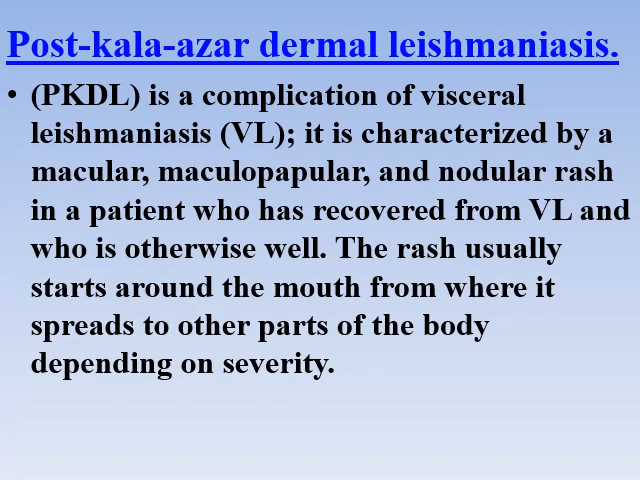 Post-kala-azar dermal leishmaniasis.
• (PKDL) is a complication of visceral
leishmaniasis (VL); it is characterized by a
macular, maculopapular, and nodular rash
in a patient who has recovered from VL and
who is otherwise well. The rash usually
starts around the mouth from where it
spreads to other parts of the body
depending on severity.